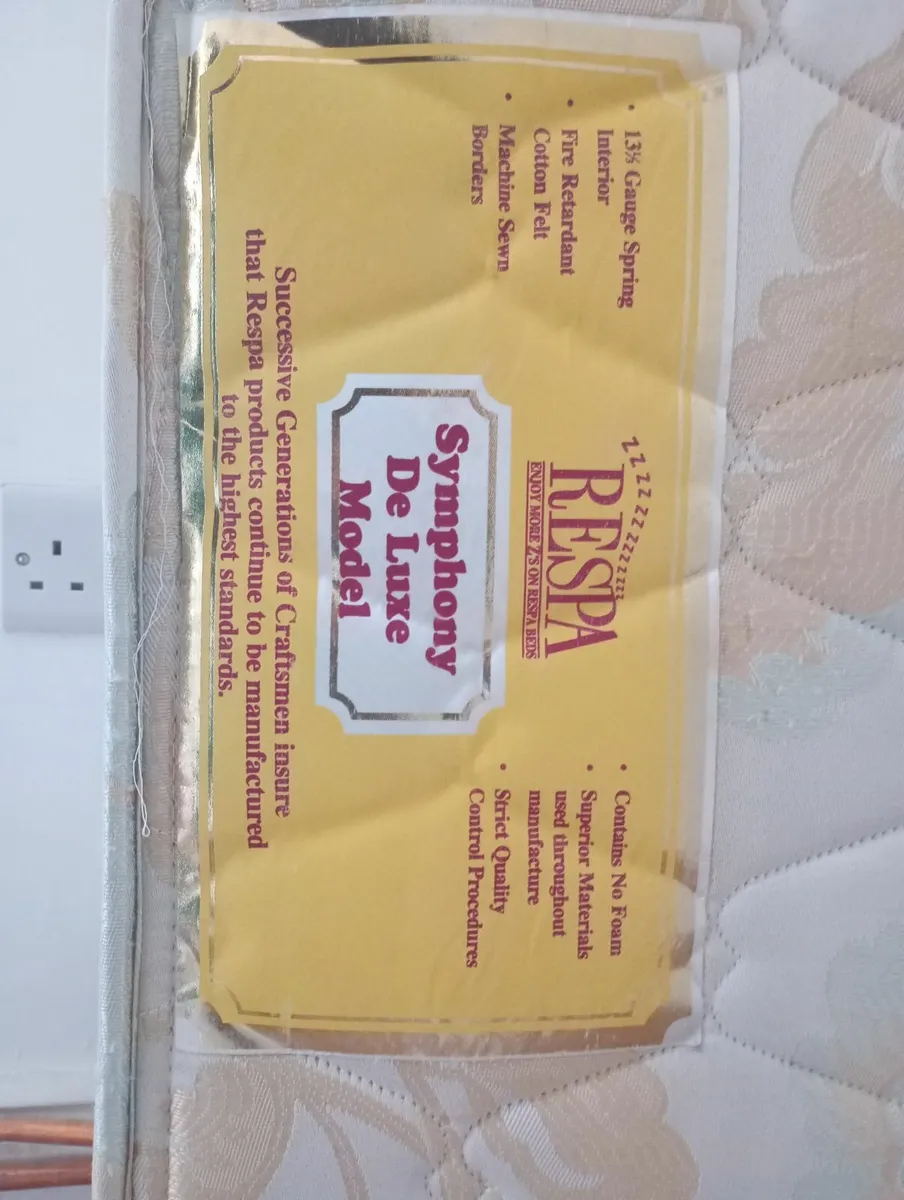 zzzzzzzzzz
RESPA
ENJOY MORE Z'S ON RESPA BEDS
• 13½ Gauge Spring
Interior
• Fire Retardant
Cotton Felt
• Machine Sewn
Borders
• Contains No Foam
• Superior Materials
used throughout
manufacture
• Strict Quality
Control Procedures
Symphony
De Luxe
Model
Successive Generations of Craftsmen insure
that Respa products continue to be manufactured
to the highest standards.